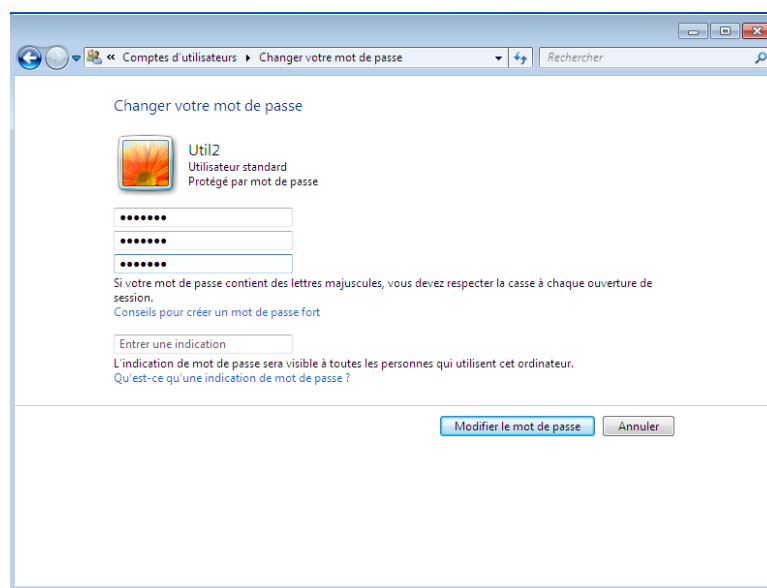 « Comptes d'utilisateurs ▸ Changer votre mot de passe
Rechercher
Changer votre mot de passe
Util2
Utilisateur standard
Protégé par mot de passe
•••••••
•••••••
•••••••
Si votre mot de passe contient des lettres majuscules, vous devez respecter la casse à chaque ouverture de
session.
Conseils pour créer un mot de passe fort
Entrer une indication
L'indication de mot de passe sera visible à toutes les personnes qui utilisent cet ordinateur.
Qu'est-ce qu'une indication de mot de passe ?
Modifier le mot de passe
Annuler